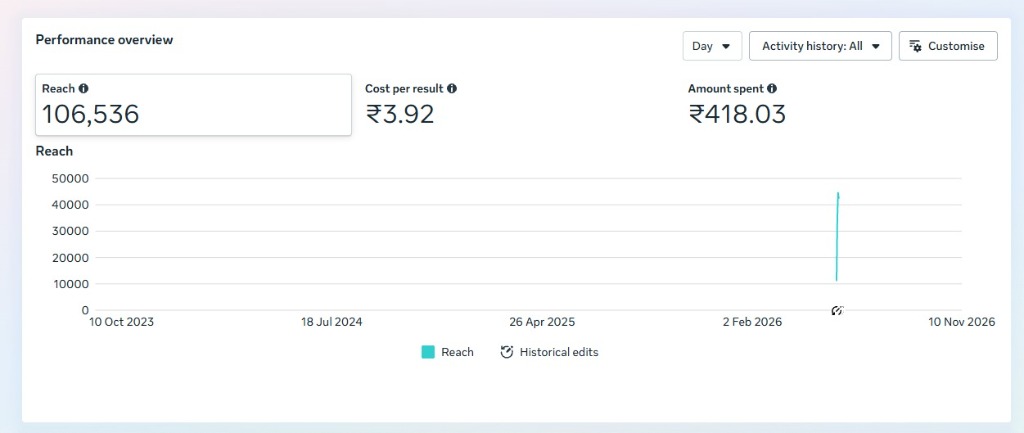 Performance overview
Day
Activity history: All
Customise
Reach
106,536
Cost per result
₹3.92
Amount spent
₹418.03
Reach
50000
40000
30000
20000
10000
0
10 Oct 2023
18 Jul 2024
26 Apr 2025
2 Feb 2026
10 Nov 2026
Reach
Historical edits